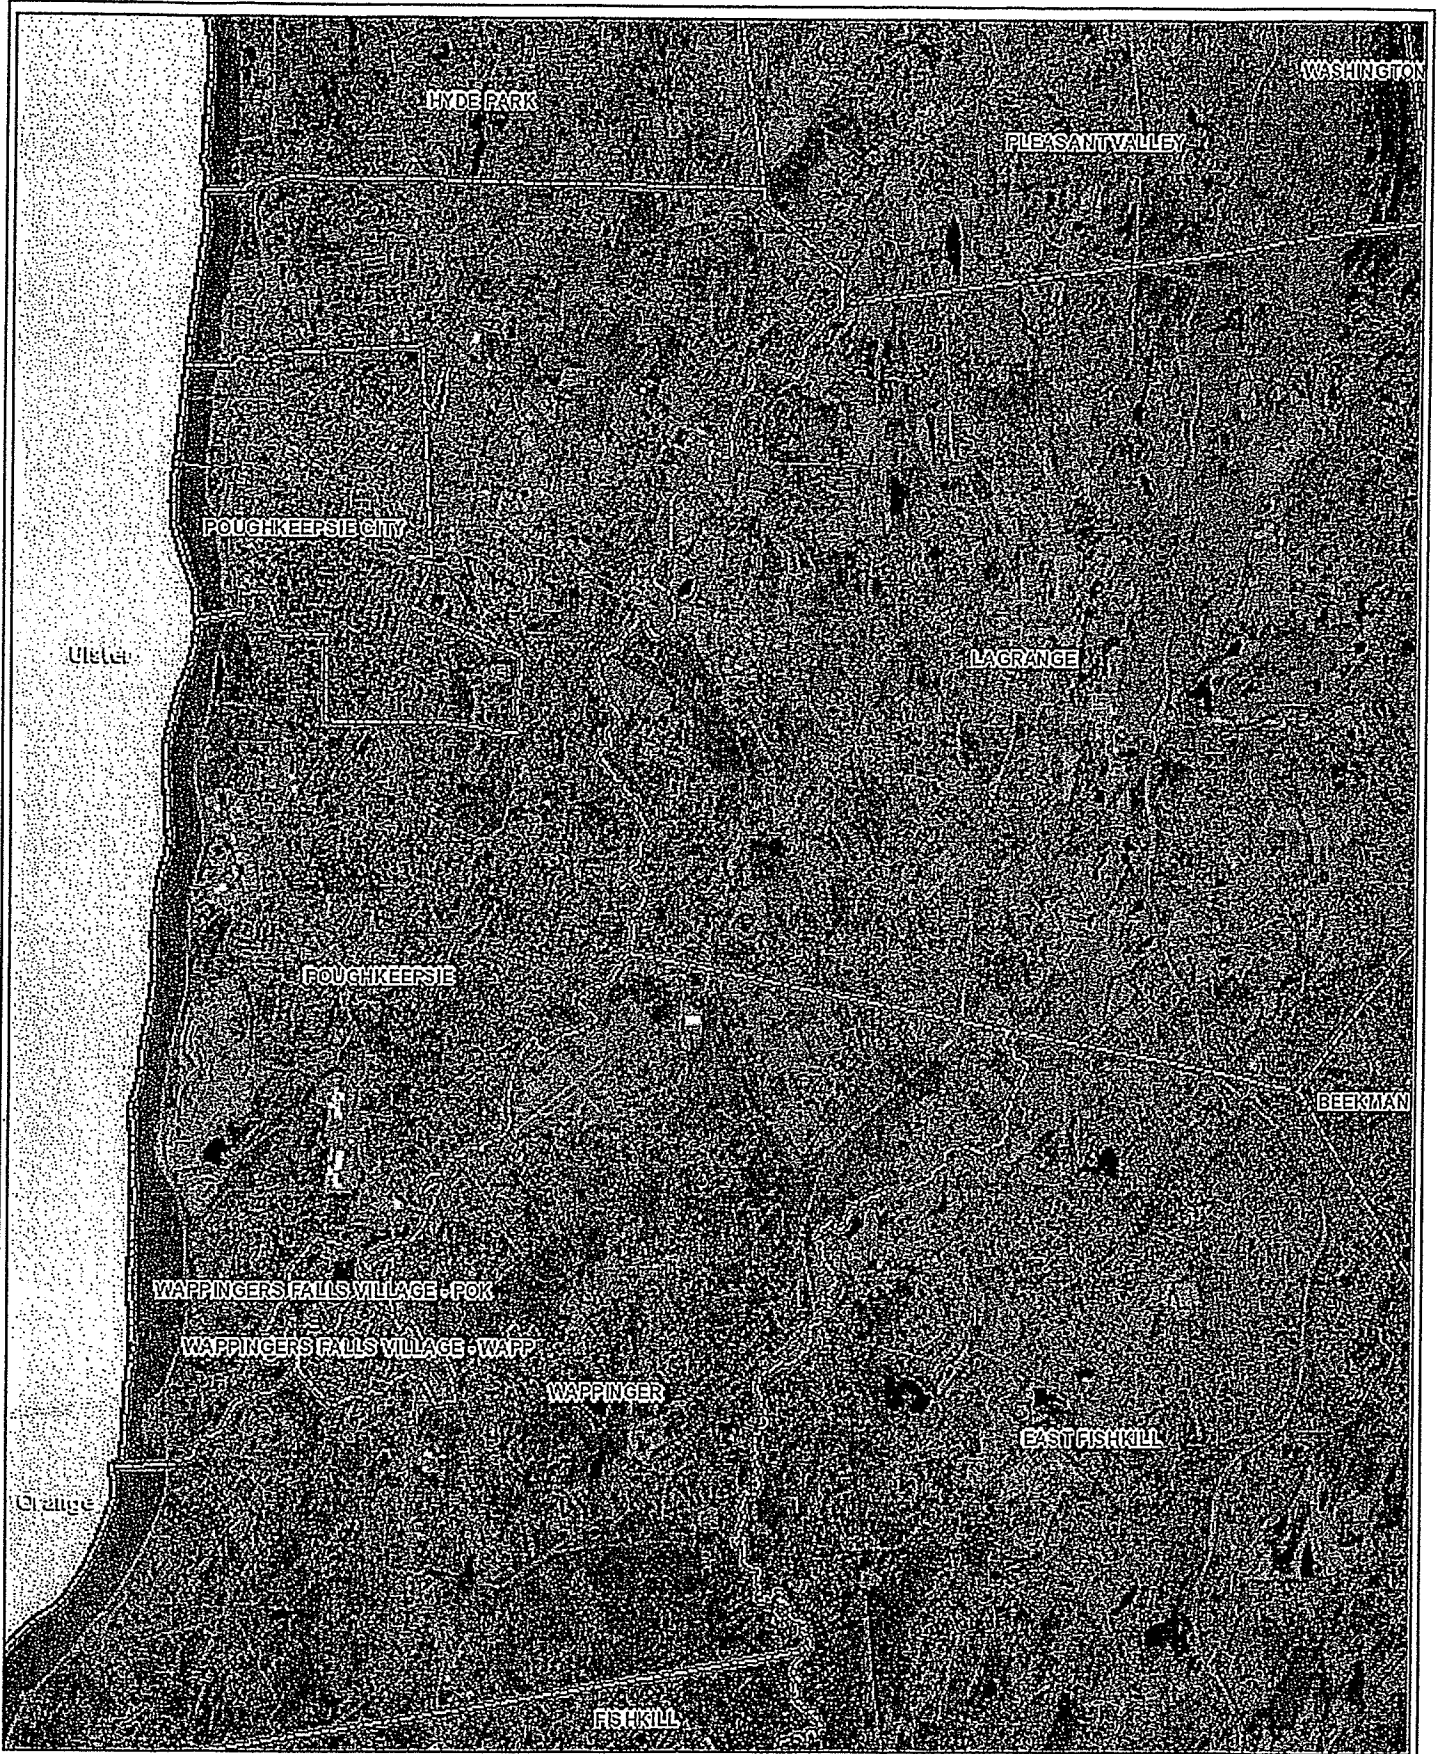 WASHINGTON
HYDE PARK
PLEASANT VALLEY
POUGHKEEPSIE CITY
Ulster
LAGRANGE
POUGHKEEPSIE
BEEKMAN
WAPPINGERS FALLS VILLAGE - POK
WAPPINGERS FALLS VILLAGE - WAPP
WAPPINGER
EAST FISHKILL
Orange
FISHKILL